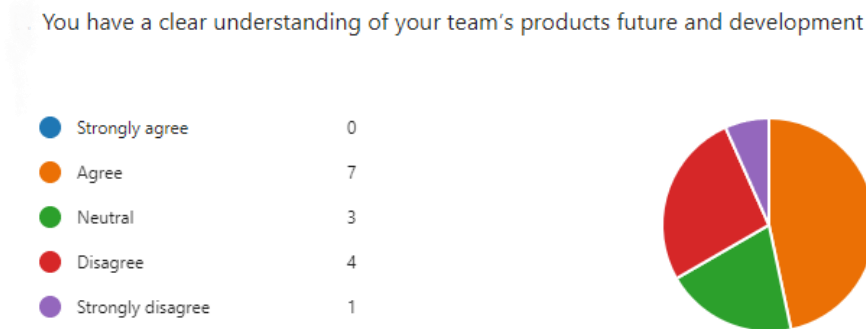 You have a clear understanding of your team's products future and development
Strongly agree 0
Agree 7
Neutral 3
Disagree 4
Strongly disagree 1